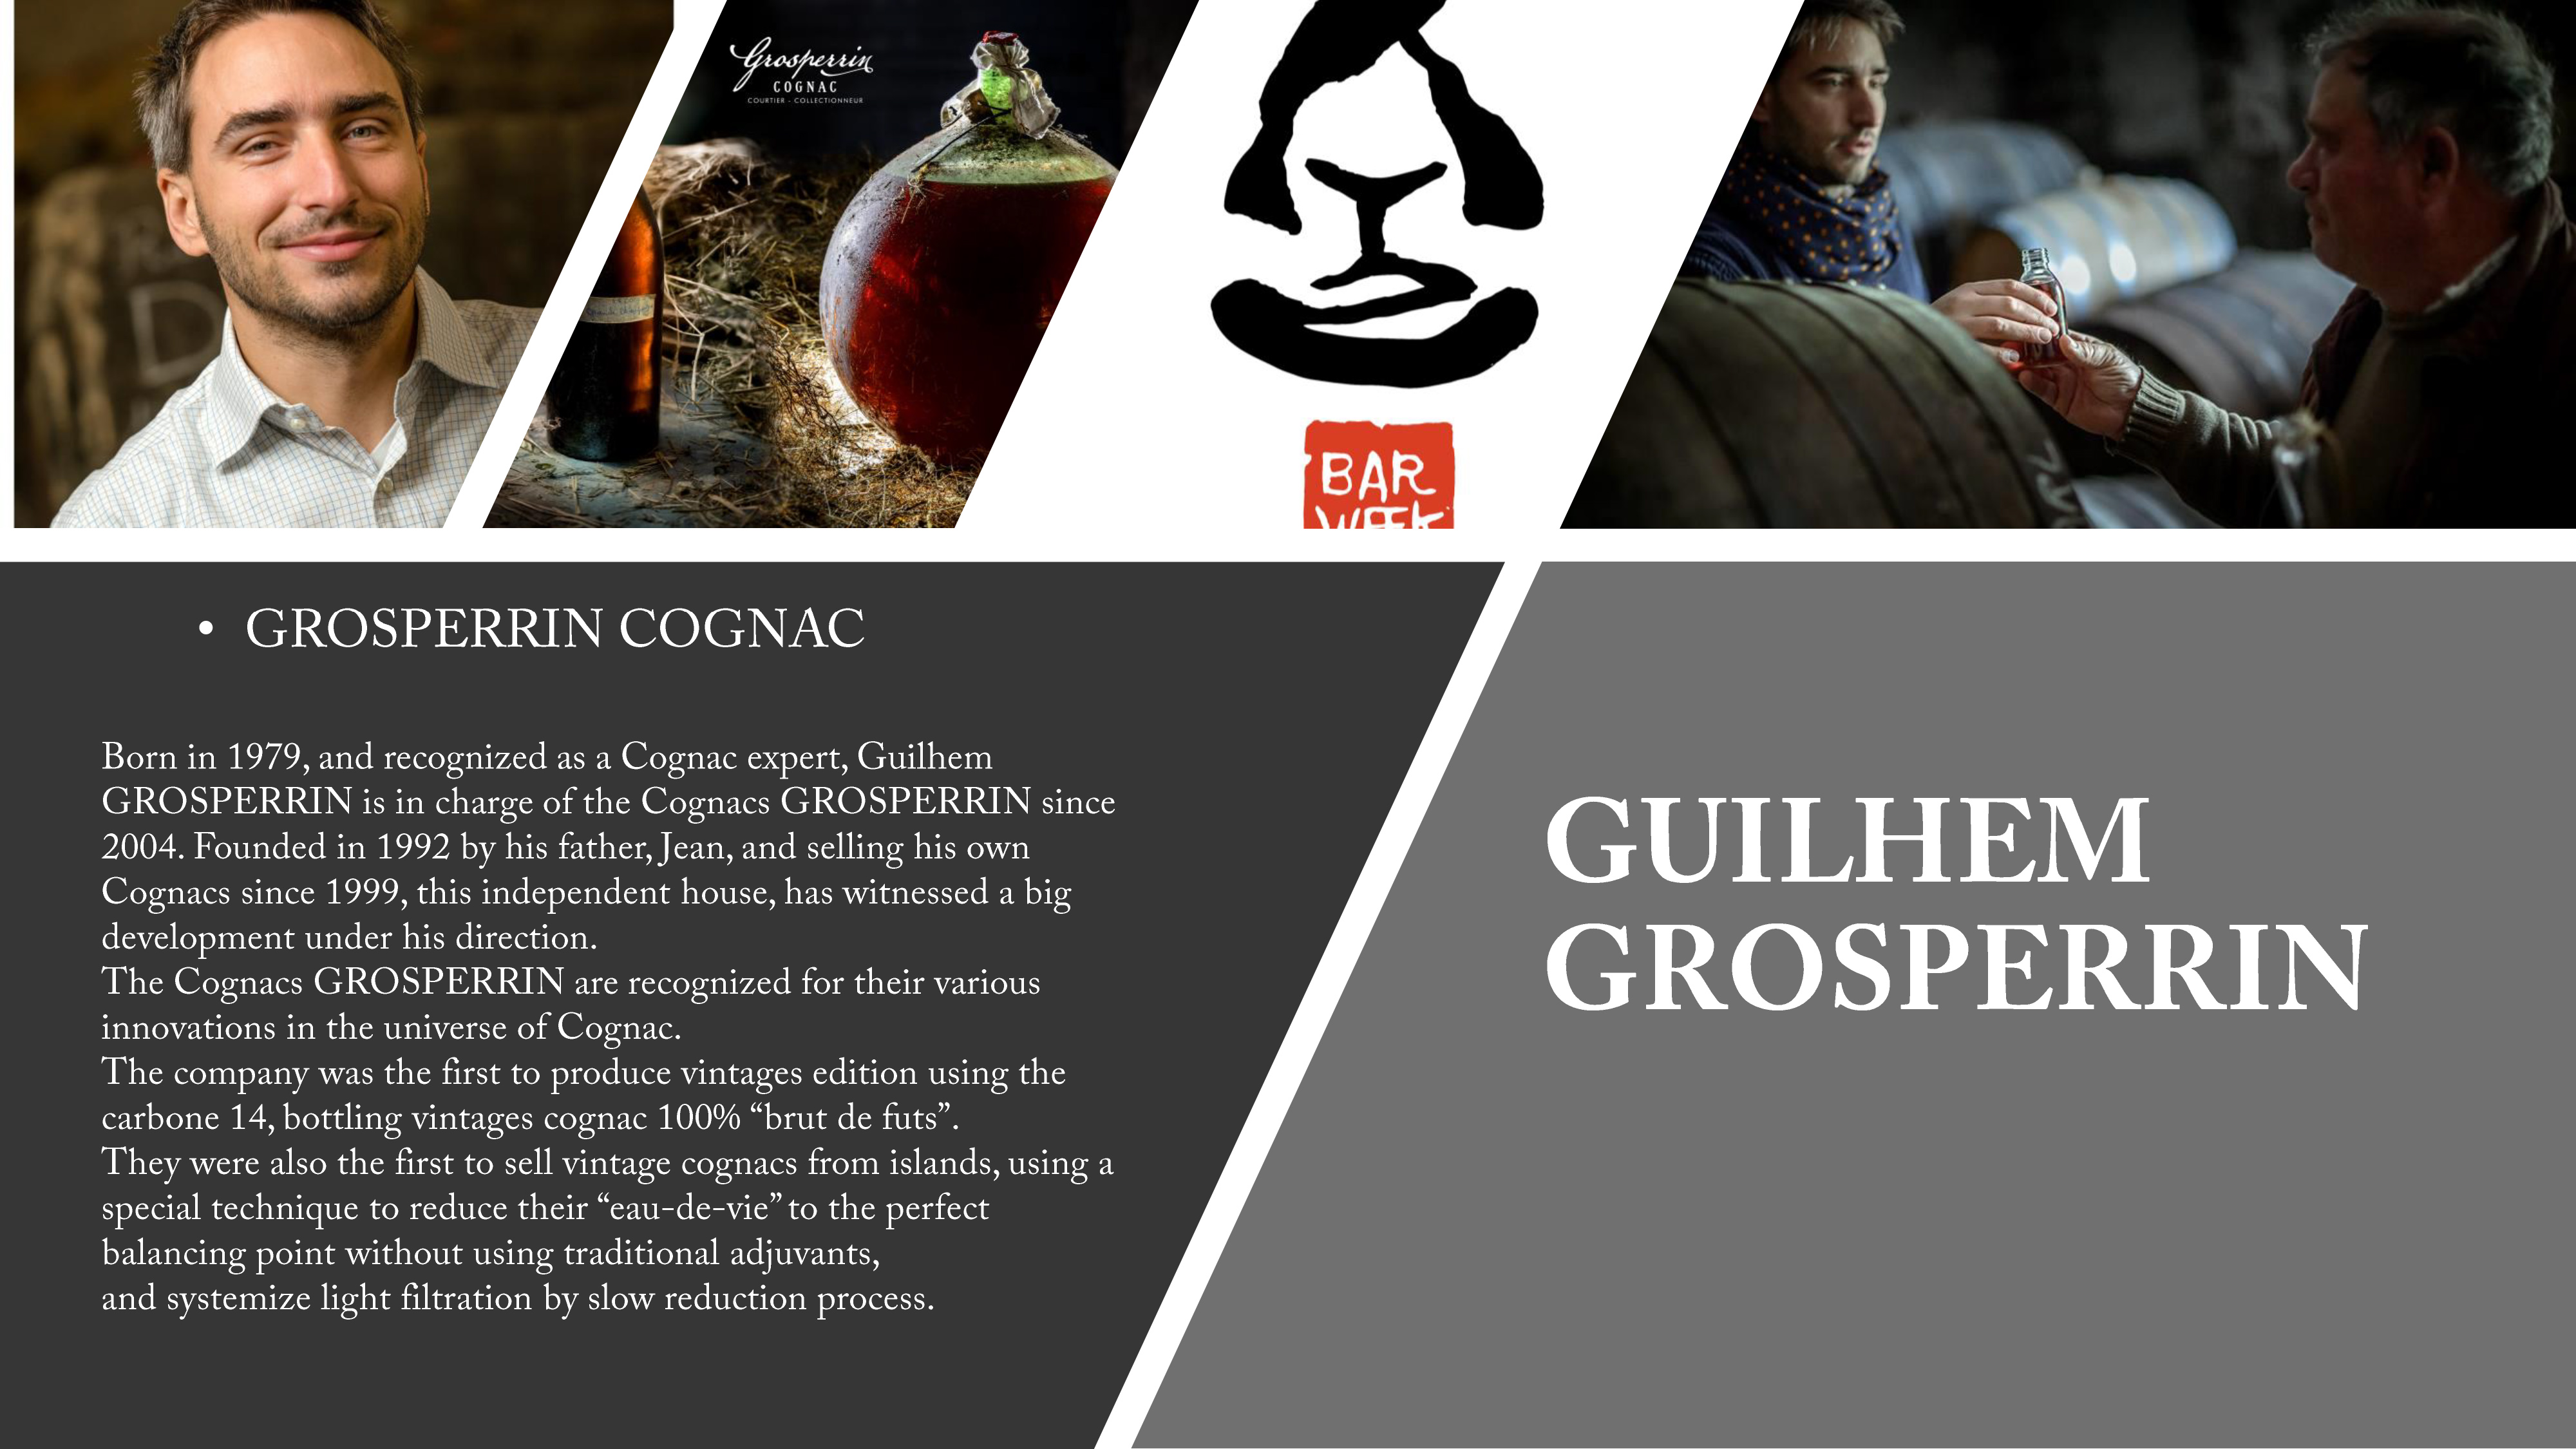 Grosperrin
COGNAC
COURTIER - COLLECTIONNEUR
BAR
WEEK
• GROSPERRIN COGNAC
Born in 1979, and recognized as a Cognac expert, Guilhem
GROSPERRIN is in charge of the Cognacs GROSPERRIN since
2004. Founded in 1992 by his father, Jean, and selling his own
Cognacs since 1999, this independent house, has witnessed a big
development under his direction.
The Cognacs GROSPERRIN are recognized for their various
innovations in the universe of Cognac.
The company was the first to produce vintages edition using the
carbone 14, bottling vintages cognac 100% “brut de futs”.
They were also the first to sell vintage cognacs from islands, using a
special technique to reduce their “eau-de-vie” to the perfect
balancing point without using traditional adjuvants,
and systemize light filtration by slow reduction process.
GUILHEM
GROSPERRIN